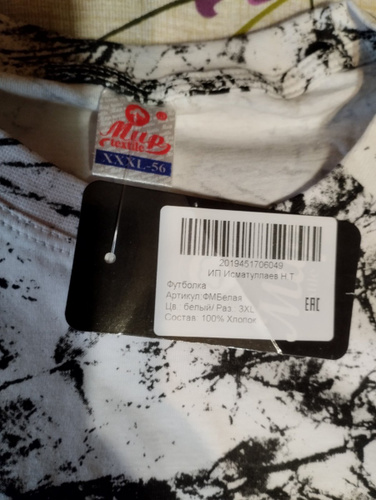 Мир
textile
XXXL-56
2019451706049
ИП Исматуллаев Н.Т
Футболка
Артикул:ФМБелая
Цв.: белый/ Раз.: 3XL
Состав: 100% Хлопок
EAC